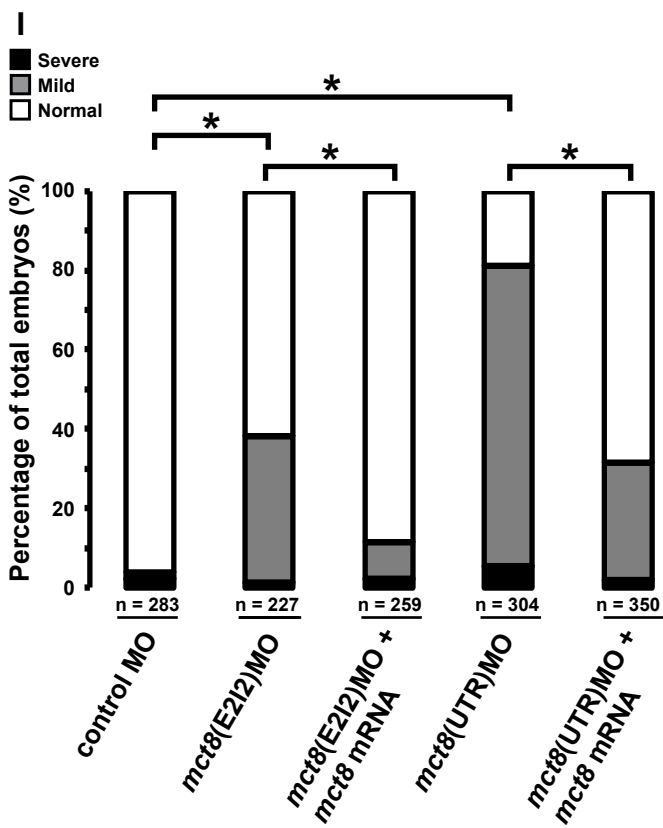 I
Severe
Mild
Normal
*
*
*
*
Percentage of total embryos (%)
100
80
60
40
20
0
n = 283
n = 227
n = 259
n = 304
n = 350
control MO
mct8(E2I2)MO
mct8(E2I2)MO +
mct8 mRNA
mct8(UTR)MO
mct8(UTR)MO +
mct8 mRNA